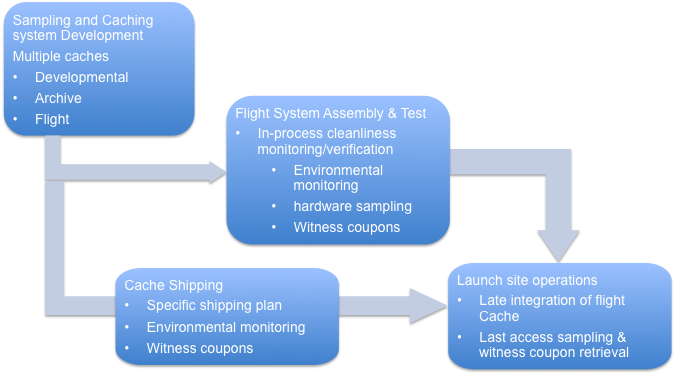 Sampling and Caching
system Development
Multiple caches
• Developmental
• Archive
• Flight
Flight System Assembly & Test
• In-process cleanliness
monitoring/verification
• Environmental
monitoring
• hardware sampling
• Witness coupons
Cache Shipping
• Specific shipping plan
• Environmental monitoring
• Witness coupons
Launch site operations
• Late integration of flight
Cache
• Last access sampling &
witness coupon retrieval